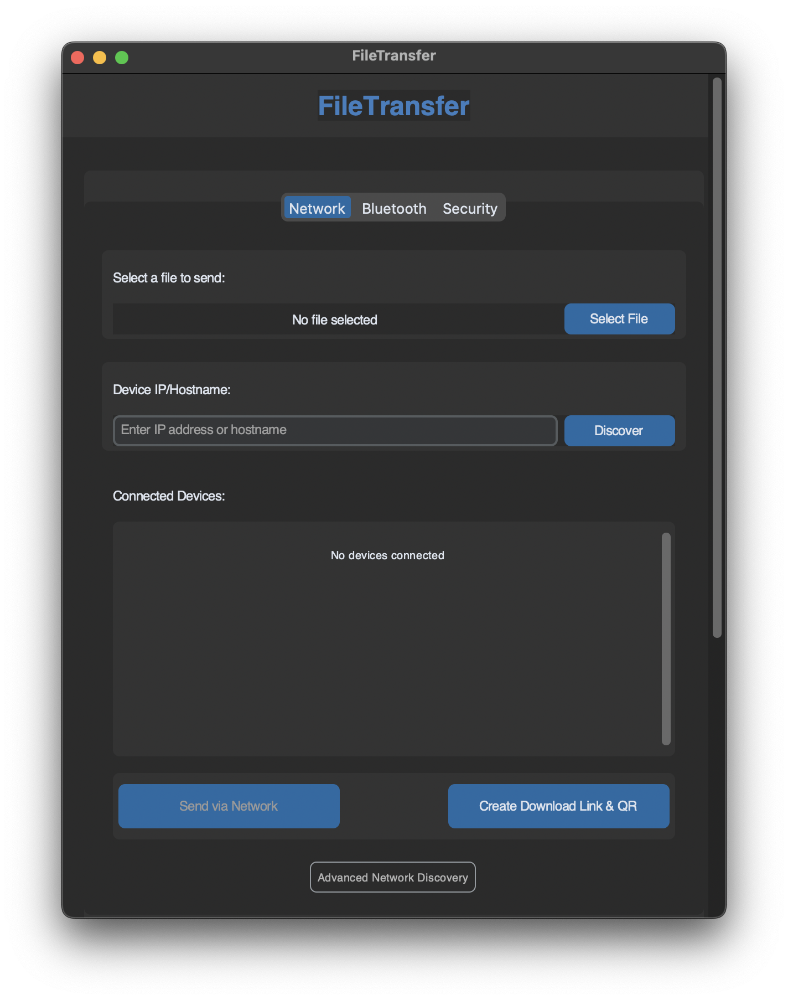 FileTransfer
FileTransfer
Network Bluetooth Security
Select a file to send:
No file selected Select File
Device IP/Hostname:
Enter IP address or hostname Discover
Connected Devices:
No devices connected
Send via Network Create Download Link & QR
Advanced Network Discovery